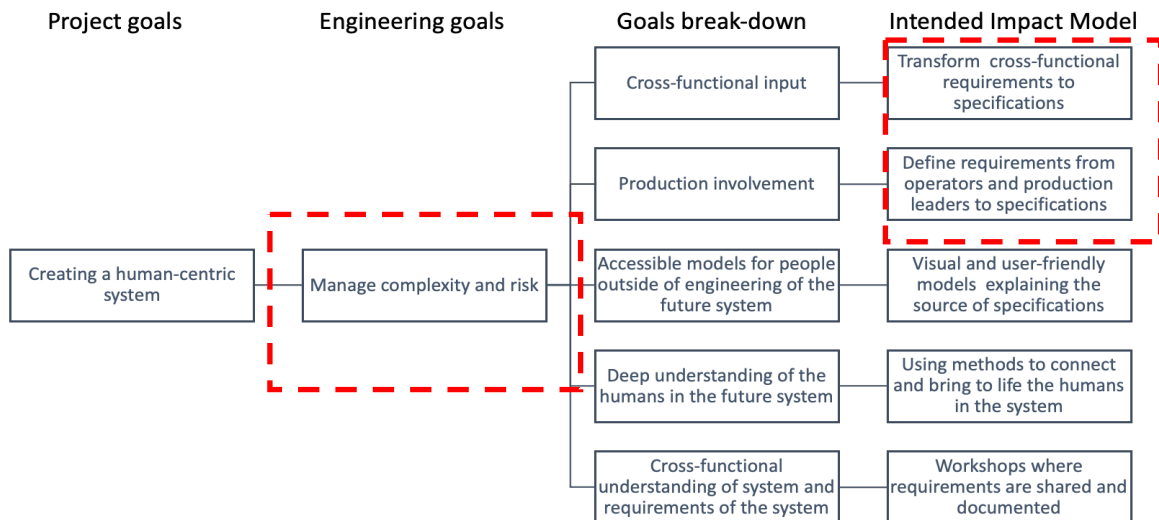 Project goals
Engineering goals
Goals break-down
Intended Impact Model
Creating a human-centric
system
Manage complexity and risk
Cross-functional input
Transform cross-functional
requirements to
specifications
Production involvement
Define requirements from
operators and production
leaders to specifications
Accessible models for people
outside of engineering of the
future system
Visual and user-friendly
models explaining the
source of specifications
Deep understanding of the
humans in the future system
Using methods to connect
and bring to life the humans
in the system
Cross-functional
understanding of system and
requirements of the system
Workshops where
requirements are shared and
documented